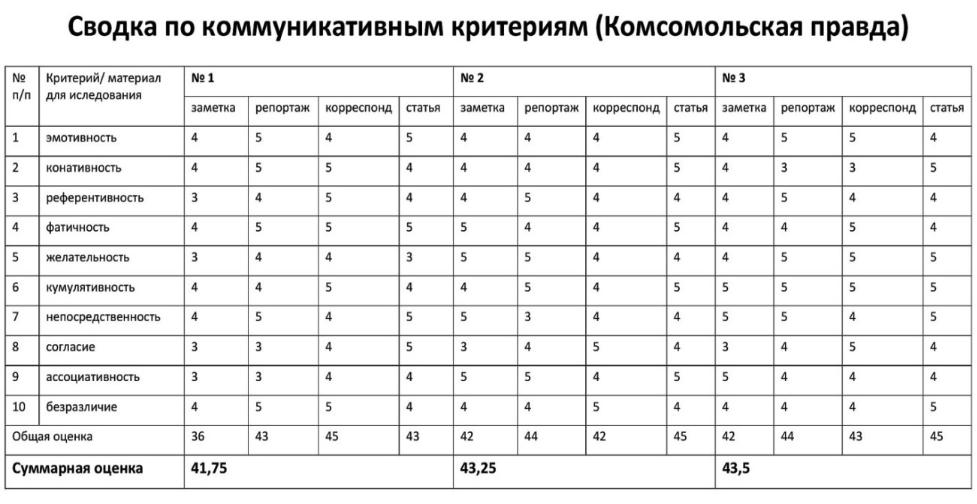 Сводка по коммуникативным критериям (Комсомольская правда)
№ п/п Критерий/ материал для иследования № 1 № 2 № 3
заметка репортаж корреспонд статья заметка репортаж корреспонд статья заметка репортаж корреспонд статья
1 эмотивность 4 5 4 5 4 4 4 5 4 5 5 4
2 конативность 4 5 5 4 4 4 4 5 4 3 3 5
3 референтивность 3 4 5 4 4 5 4 4 4 5 4 4
4 фатичность 4 5 5 5 5 4 4 5 4 4 5 4
5 желательность 3 4 4 3 5 5 4 4 4 5 5 5
6 кумулятивность 4 4 5 4 4 5 4 5 5 5 5 5
7 непосредственность 4 5 4 5 5 3 4 4 5 5 4 5
8 согласие 3 3 4 5 3 4 5 4 3 4 5 4
9 ассоциативность 3 3 4 4 5 5 4 5 5 4 4 4
10 безразличие 4 5 5 4 4 4 5 4 4 4 4 5
Общая оценка 36 43 45 43 42 44 42 45 42 44 43 45
Суммарная оценка 41,75 43,25 43,5